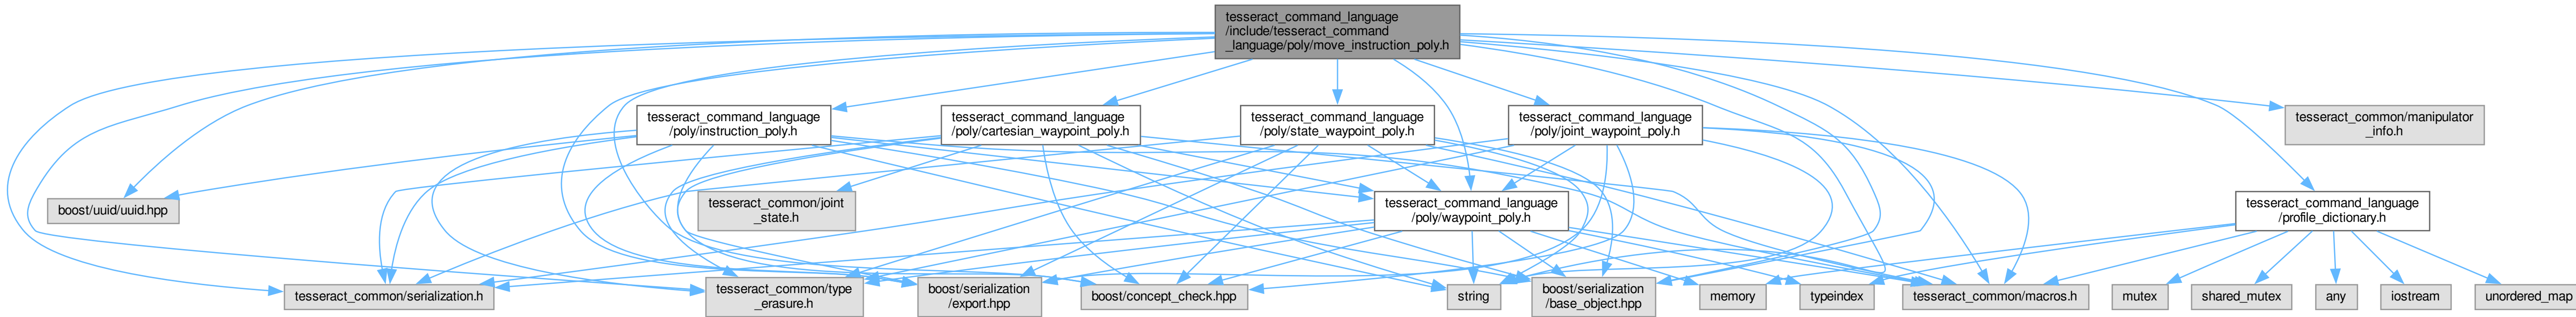 tesseract_command_language
/include/tesseract_command
_language/poly/move_instruction_poly.h
tesseract_command_language
/poly/instruction_poly.h
tesseract_command_language
/poly/cartesian_waypoint_poly.h
tesseract_command_language
/poly/state_waypoint_poly.h
tesseract_command_language
/poly/joint_waypoint_poly.h
tesseract_common/manipulator
_info.h
boost/uuid/uuid.hpp
tesseract_common/joint
_state.h
tesseract_command_language
/poly/waypoint_poly.h
tesseract_command_language
/profile_dictionary.h
tesseract_common/serialization.h
tesseract_common/type
_erasure.h
boost/serialization
/export.hpp
boost/concept_check.hpp
string
boost/serialization
/base_object.hpp
memory
typeindex
tesseract_common/macros.h
mutex
shared_mutex
any
iostream
unordered_map